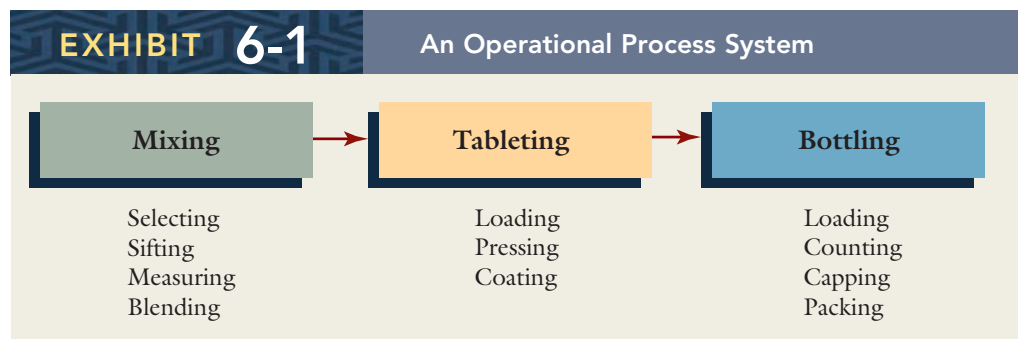 EXHIBIT 6-1
An Operational Process System
Mixing
Selecting
Sifting
Measuring
Blending
Tableting
Loading
Pressing
Coating
Bottling
Loading
Counting
Capping
Packing